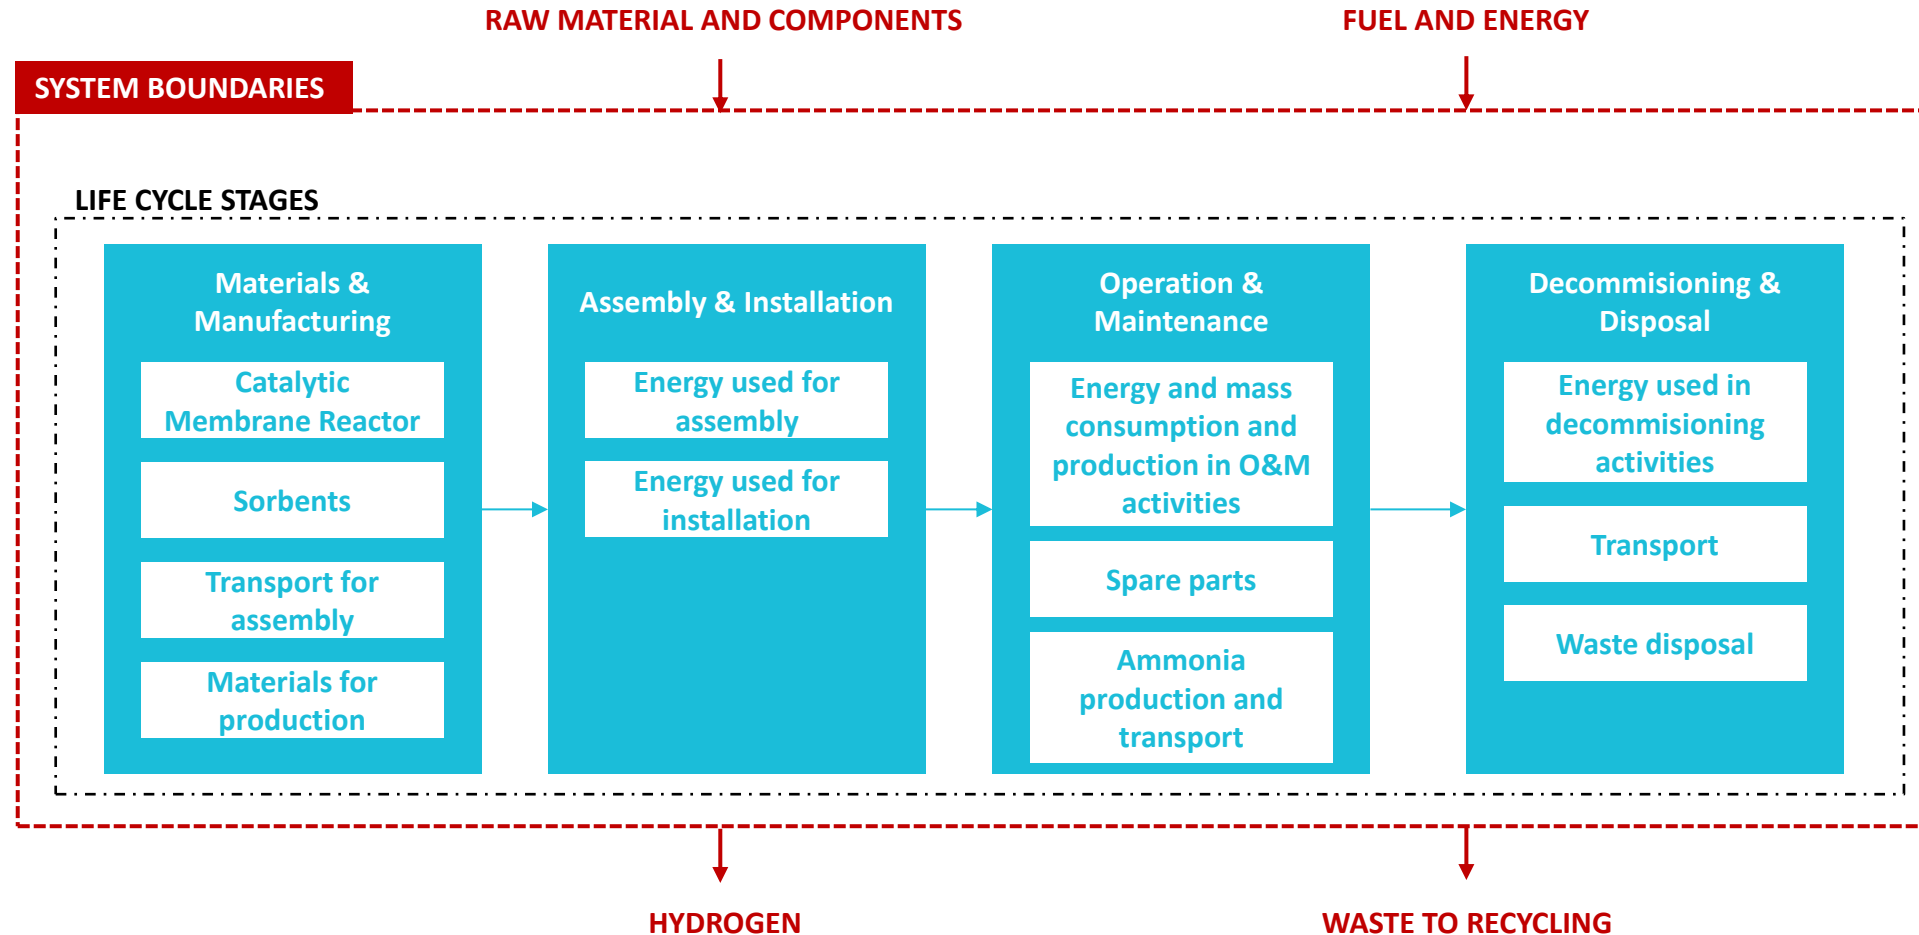 RAW MATERIAL AND COMPONENTS
FUEL AND ENERGY
SYSTEM BOUNDARIES
LIFE CYCLE STAGES
Materials &
Manufacturing
Catalytic
Membrane Reactor
Sorbents
Transport for
assembly
Materials for
production
Assembly & Installation
Energy used for
assembly
Energy used for
installation
Operation &
Maintenance
Energy and mass
consumption and
production in O&M
activities
Spare parts
Ammonia
production and
transport
Decommisioning &
Disposal
Energy used in
decommisioning
activities
Transport
Waste disposal
HYDROGEN
WASTE TO RECYCLING